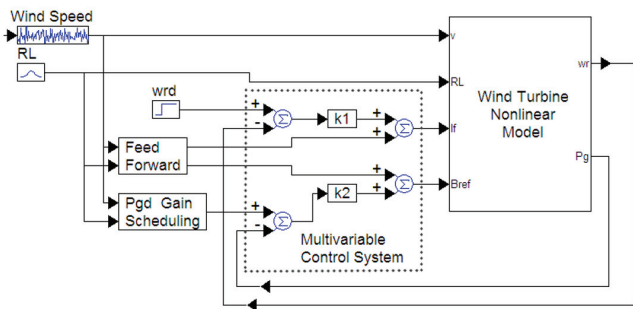 Wind Speed
RL
wrd
+
-
k1
+
+
Feed
Forward
Pgd Gain
Scheduling
+
-
k2
+
+
Multivariable
Control System
v
RL
If
Bref
wr
Pg
Wind Turbine
Nonlinear
Model
Σ
Σ
Σ
Σ